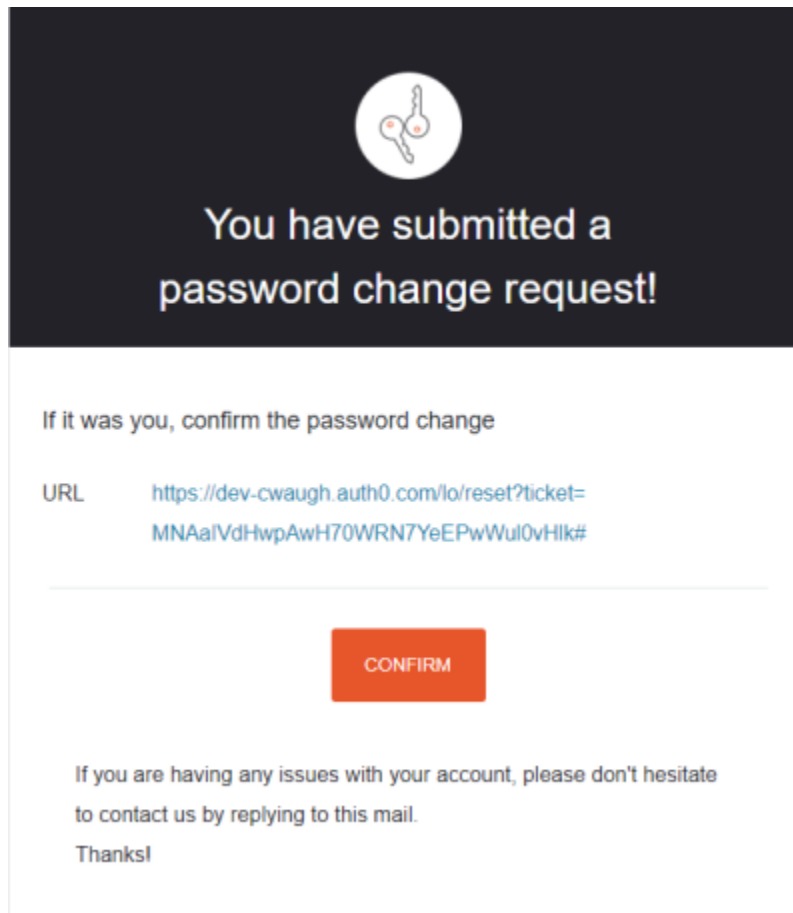 You have submitted a
password change request!
If it was you, confirm the password change
URL https://dev-cwaugh.auth0.com/lo/reset?ticket=
MNAaIVdHwpAwH70WRN7YeEPwWul0vHIk#
CONFIRM
If you are having any issues with your account, please don't hesitate
to contact us by replying to this mail.
Thanks!